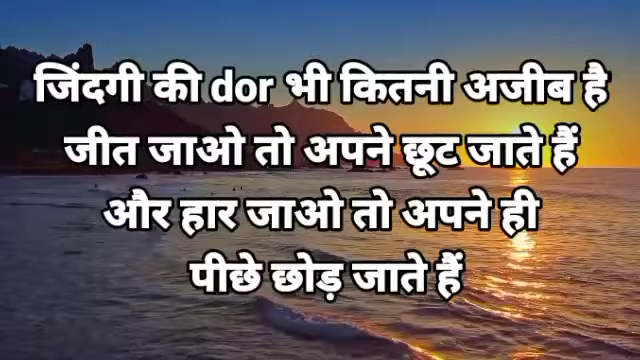 जिंदगी की dor भी कितनी अजीब है
जीत जाओ तो अपने छूट जाते हैं
और हार जाओ तो अपने ही
पीछे छोड़ जाते हैं